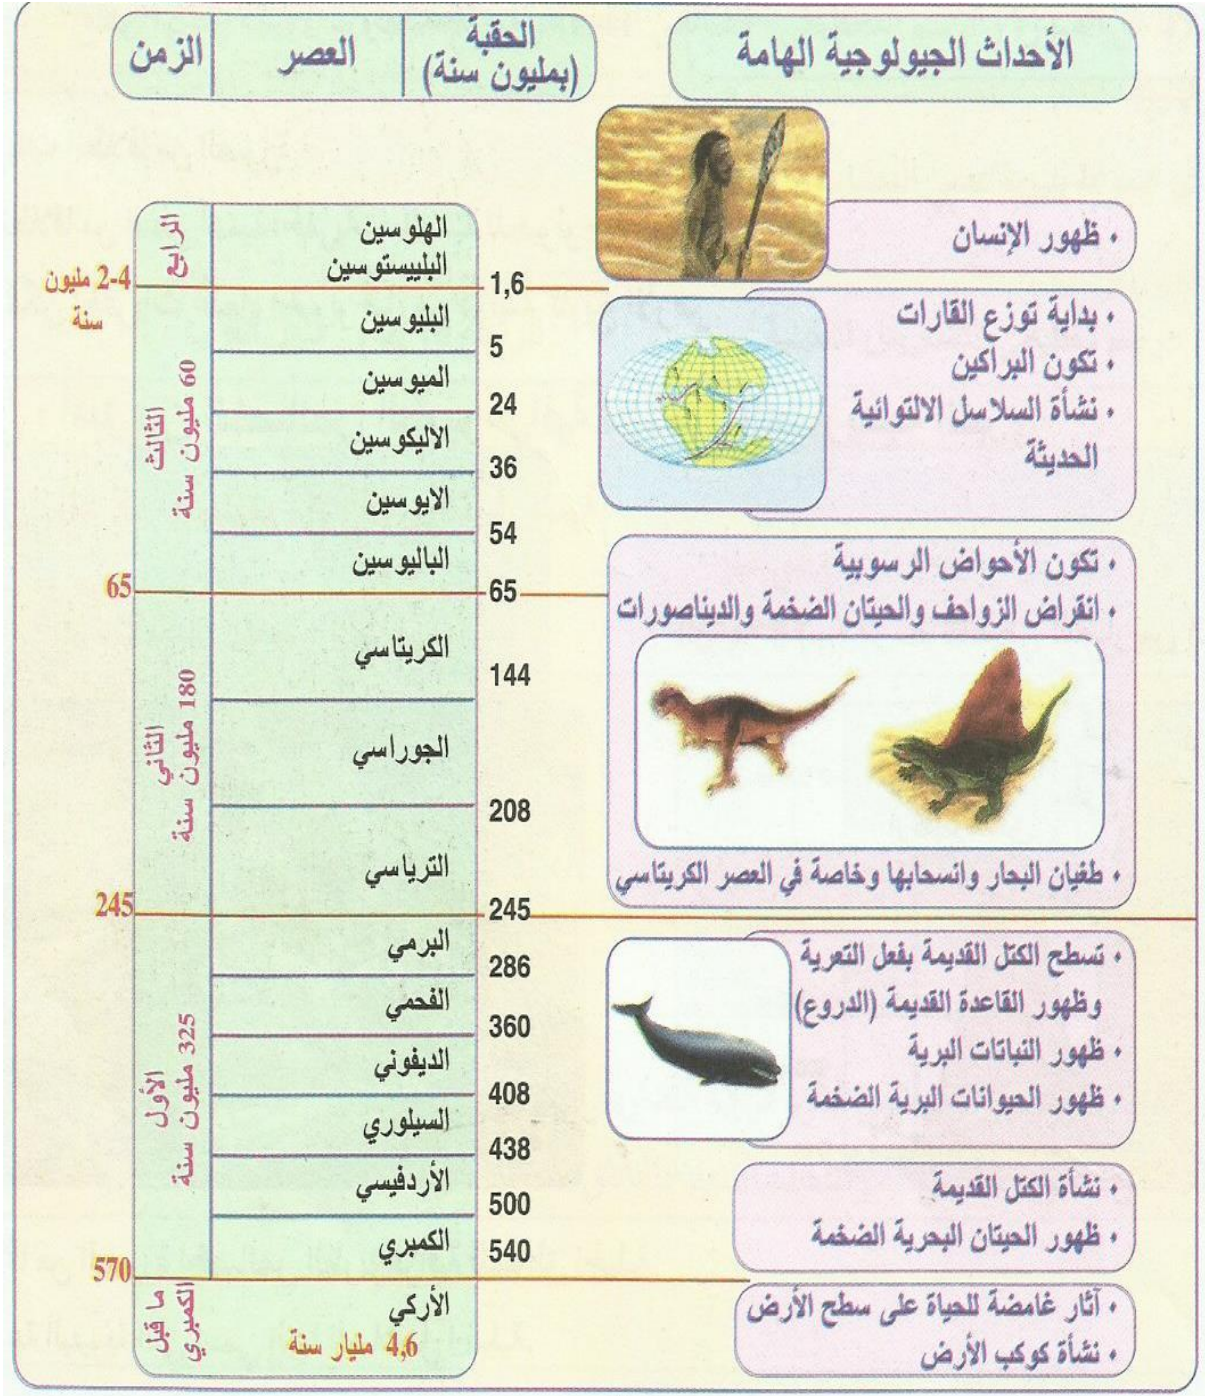 الأحداث الجيولوجية الهامة
الحقبة
(بمليون سنة)
العصر
الزمن
• ظهور الإنسان
• بداية توزع القارات
• تكون البراكين
• نشأة السلاسل الالتوائية
الحديثة
• تكون الأحواض الرسوبية
• انقراض الزواحف والحيتان الضخمة والديناصورات
• طغيان البحار وانسحابها وخاصة في العصر الكريتاسي
• تسطح الكتل القديمة بفعل التعرية
وظهور القاعدة القديمة (الدروع)
• ظهور النباتات البرية
• ظهور الحيوانات البرية الضخمة
• نشأة الكتل القديمة
• ظهور الحيتان البحرية الضخمة
• آثار غامضة للحياة على سطح الأرض
• نشأة كوكب الأرض
1,6
5
24
36
54
65
144
208
245
286
360
408
438
500
540
الهلوسين
البلييستوسين
البليوسين
الميوسين
الاليكوسين
الايوسين
الباليوسين
الكريتاسي
الجوراسي
الترياسي
البرمي
الفحمي
الديفوني
السيلوري
الأردفيسي
الكمبري
الأركي
4,6 مليار سنة
الرابع
الثالث
60 مليون سنة
الثاني
180 مليون سنة
الأول
325 مليون سنة
ما قبل
الكمبري
2-4 مليون
سنة
65
245
570